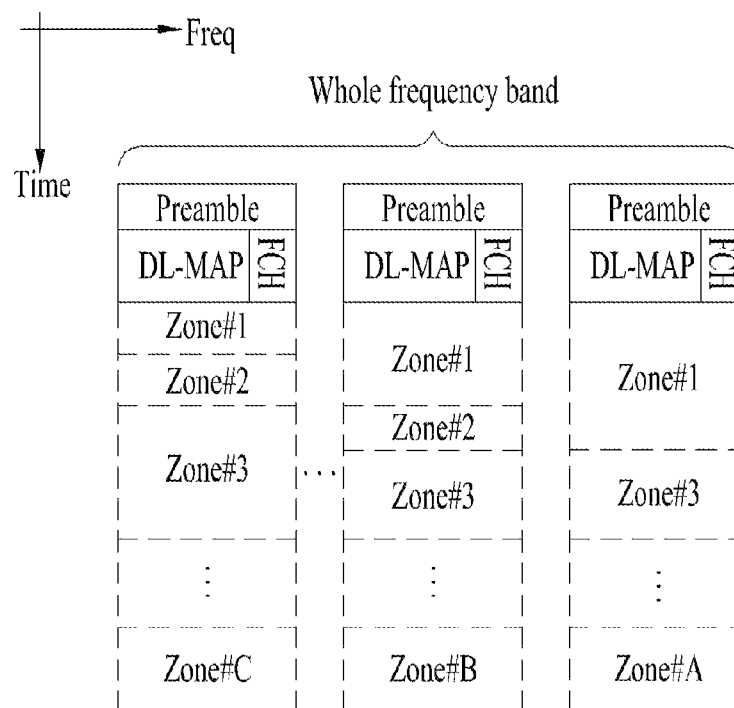 Freq
Whole frequency band
Time
Preamble Preamble Preamble
DL-MAP FCH DL-MAP FCH DL-MAP FCH
Zone#1
Zone#2
Zone#3
⋮
Zone#C
...
Zone#1
Zone#2
Zone#3
⋮
Zone#B
Zone#1
Zone#3
⋮
Zone#A